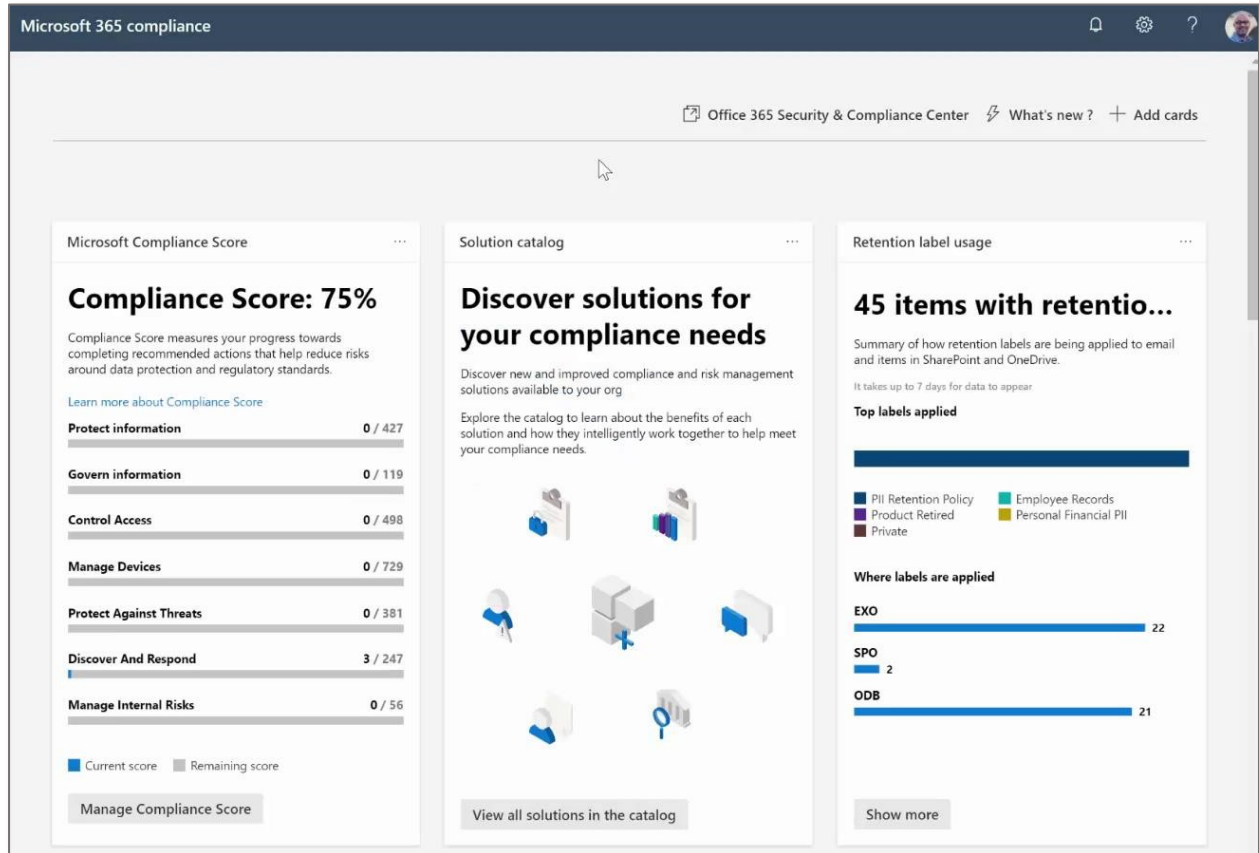 Microsoft 365 compliance
?
Office 365 Security & Compliance Center
What's new ?
Add cards
Microsoft Compliance Score
...
Compliance Score: 75%
Compliance Score measures your progress towards
completing recommended actions that help reduce risks
around data protection and regulatory standards.
Learn more about Compliance Score
Protect information 0 / 427
Govern information 0 / 119
Control Access 0 / 498
Manage Devices 0 / 729
Protect Against Threats 0 / 381
Discover And Respond 3 / 247
Manage Internal Risks 0 / 56
Current score Remaining score
Manage Compliance Score
Solution catalog
...
Discover solutions for
your compliance needs
Discover new and improved compliance and risk management
solutions available to your org
Explore the catalog to learn about the benefits of each
solution and how they intelligently work together to help meet
your compliance needs.
View all solutions in the catalog
Retention label usage
...
45 items with retentio...
Summary of how retention labels are being applied to email
and items in SharePoint and OneDrive.
It takes up to 7 days for data to appear
Top labels applied
PII Retention Policy Employee Records
Product Retired Personal Financial PII
Private
Where labels are applied
EXO
22
SPO
2
ODB
21
Show more